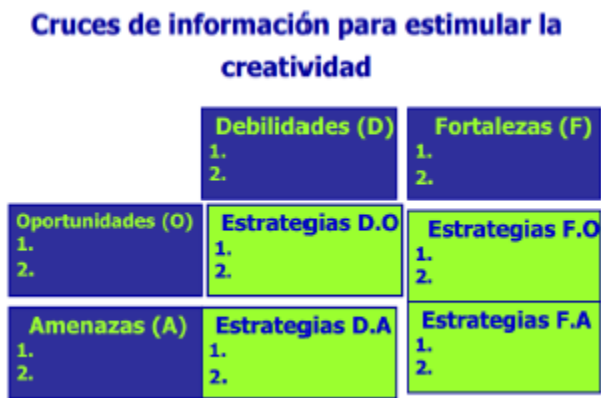 Cruces de información para estimular la
creatividad
Debilidades (D)
1.
2.
Fortalezas (F)
1.
2.
Oportunidades (O)
1.
2.
Estrategias D.O
1.
2.
Estrategias F.O
1.
2.
Amenazas (A)
1.
2.
Estrategias D.A
1.
2.
Estrategias F.A
1.
2.